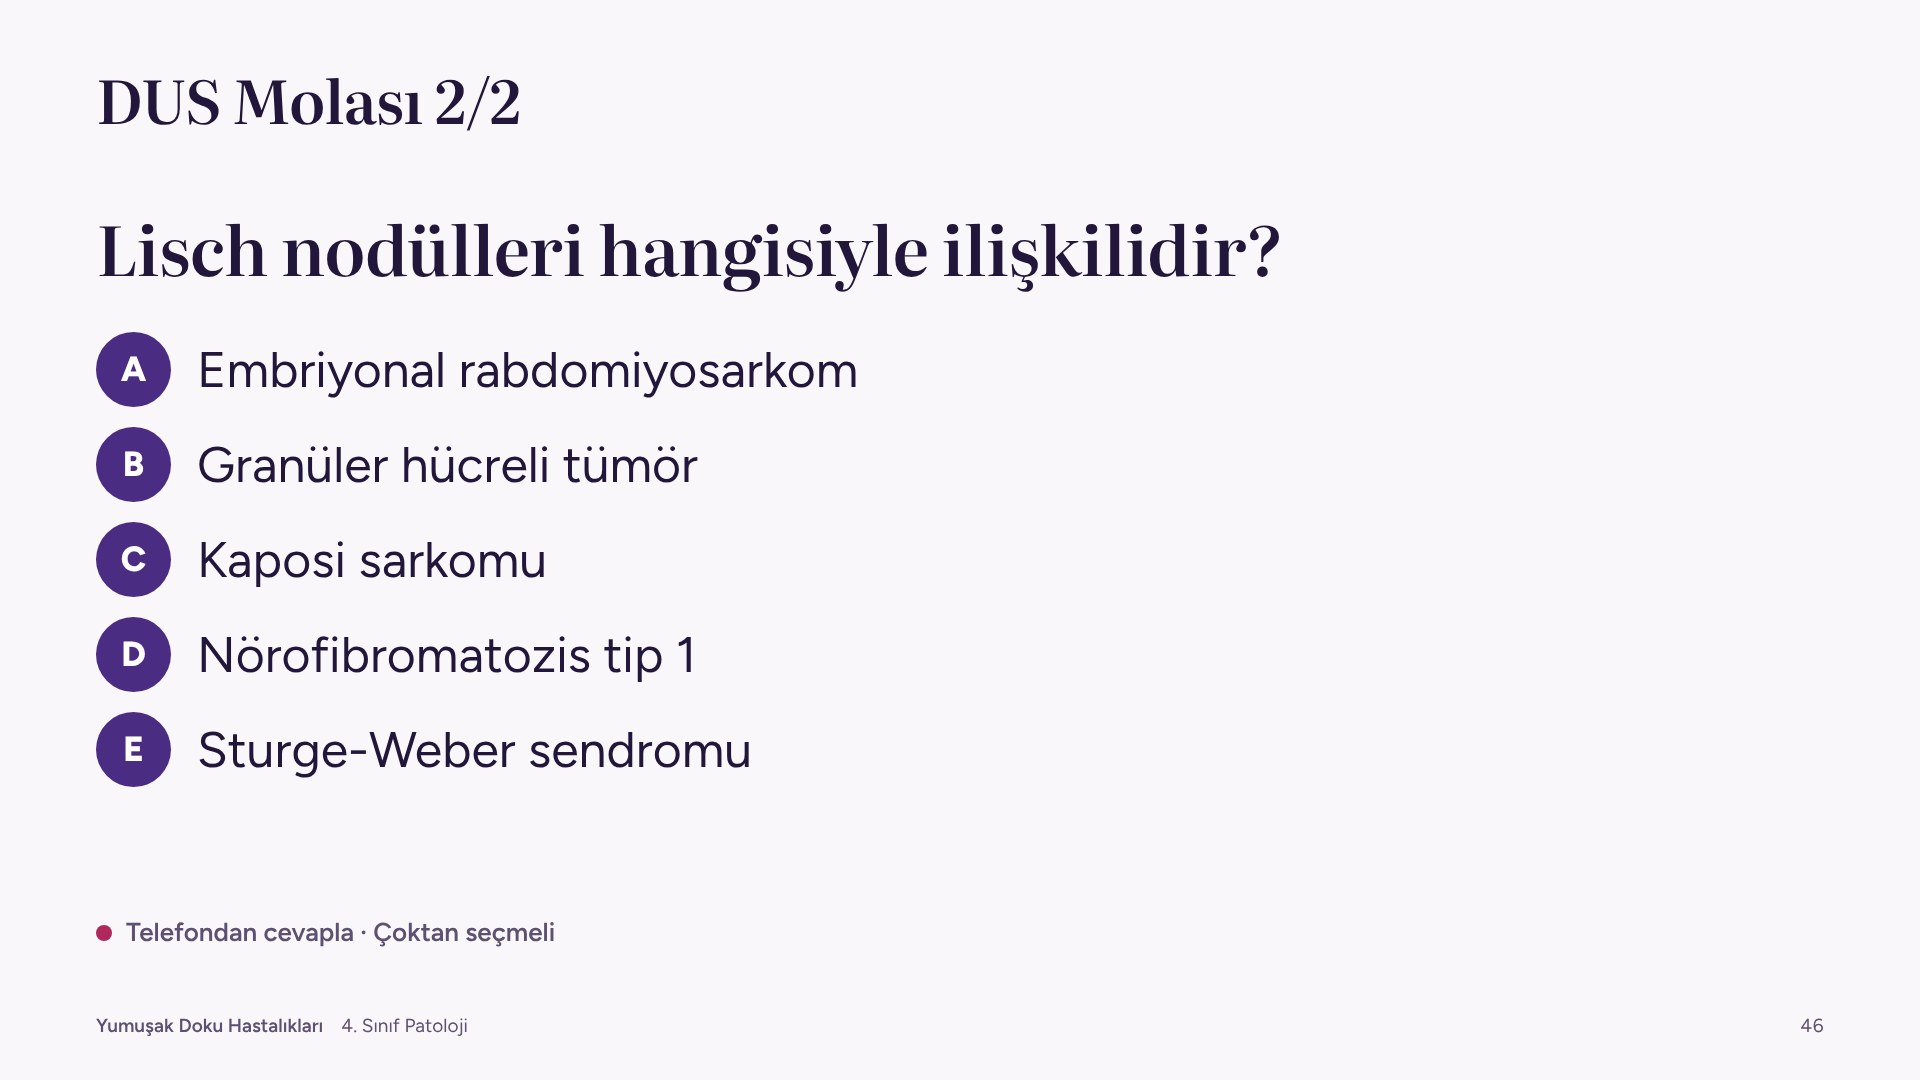 DUS Molası 2/2
Lisch nodülleri hangisiyle ilişkilidir?
A Embriyonal rabdomiyosarkom
B Granüler hücreli tümör
C Kaposi sarkomu
D Nörofibromatozis tip 1
E Sturge-Weber sendromu
Telefondan cevapla · Çoktan seçmeli
Yumuşak Doku Hastalıkları 4. Sınıf Patoloji 46